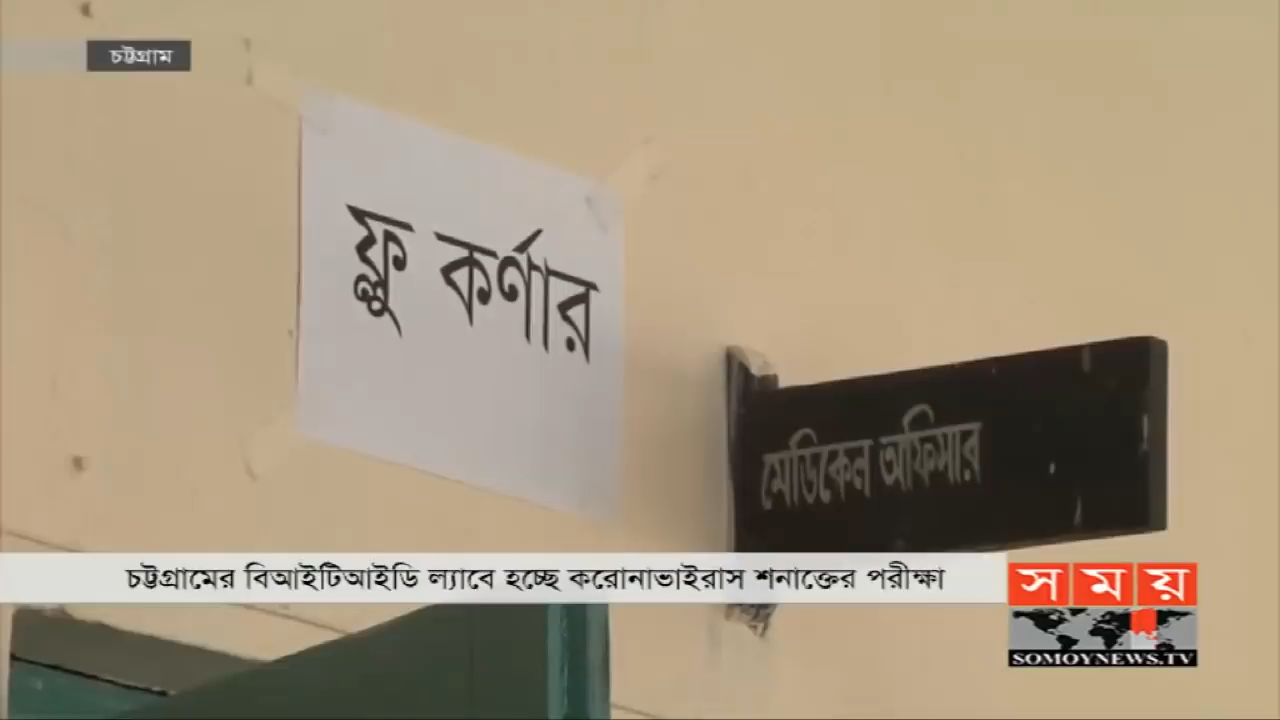 চট্টগ্রাম
ফ্লু কর্ণার
মেডিকেল অফিসার
চট্টগ্রামের বিআইটিআইডি ল্যাবে হচ্ছে করোনাভাইরাস শনাক্তের পরীক্ষা
সময়
SOMOYNEWS.TV